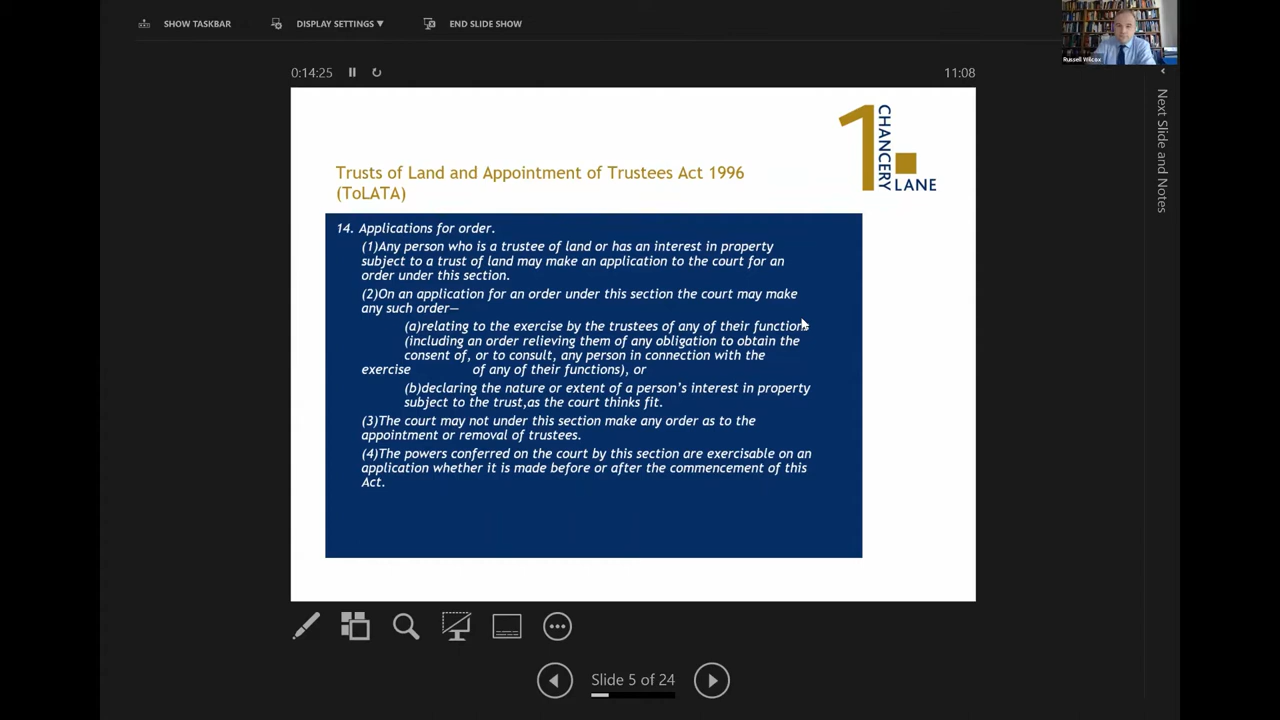 SHOW TASKBAR
DISPLAY SETTINGS ▼
END SLIDE SHOW
Russell Wilcox
0:14:25
11:08
Next Slide and Notes
1 CHANCERY LANE
Trusts of Land and Appointment of Trustees Act 1996
(ToLATA)
14. Applications for order.
(1)Any person who is a trustee of land or has an interest in property
subject to a trust of land may make an application to the court for an
order under this section.
(2)On an application for an order under this section the court may make
any such order—
(a)relating to the exercise by the trustees of any of their functions
(including an order relieving them of any obligation to obtain the
consent of, or to consult, any person in connection with the
exercise of any of their functions), or
(b)declaring the nature or extent of a person's interest in property
subject to the trust,as the court thinks fit.
(3)The court may not under this section make any order as to the
appointment or removal of trustees.
(4)The powers conferred on the court by this section are exercisable on an
application whether it is made before or after the commencement of this
Act.
Slide 5 of 24